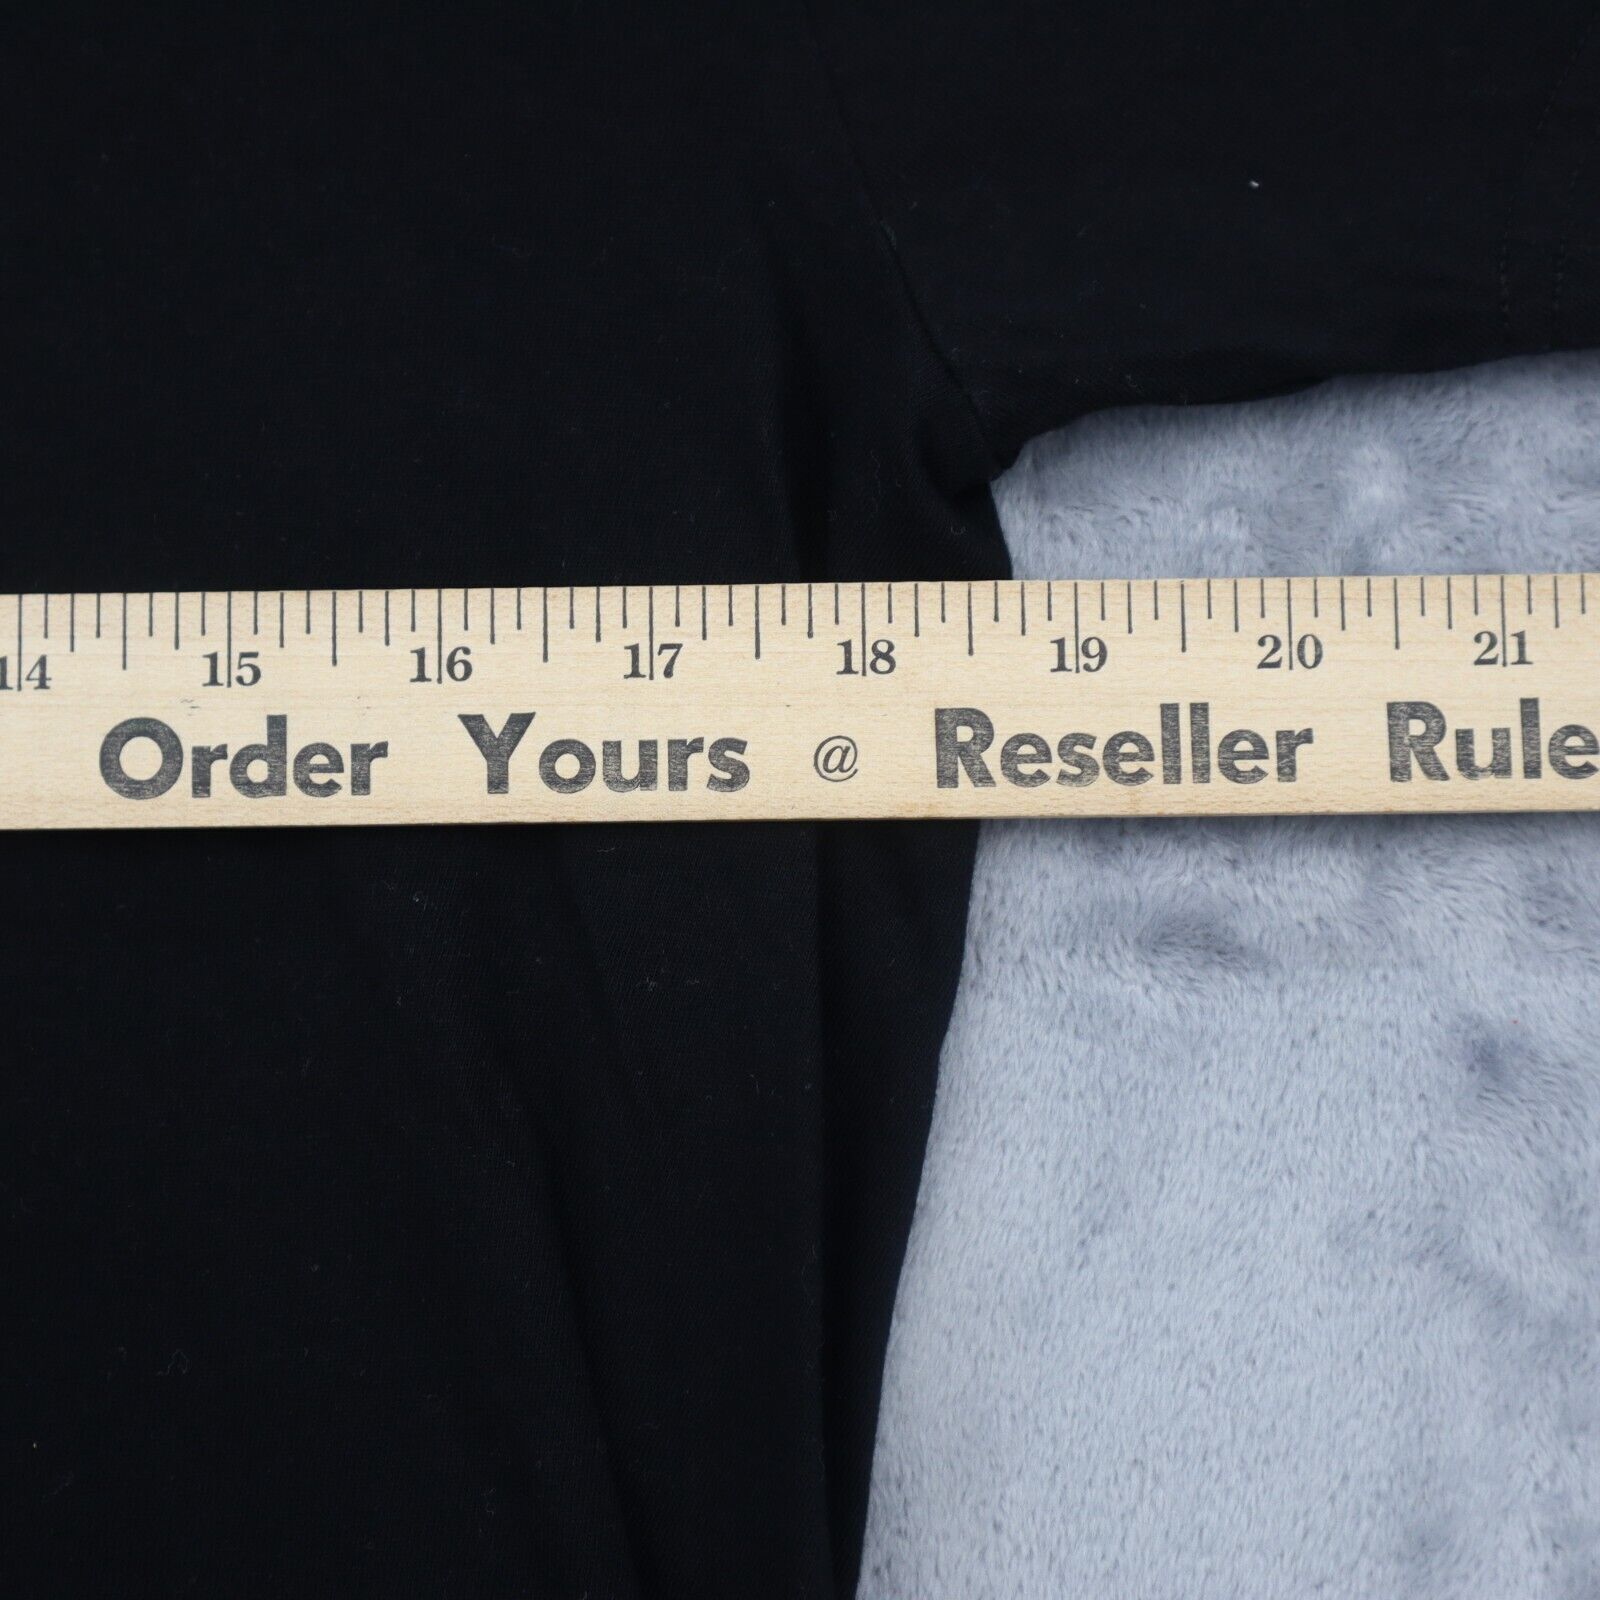 14 15 16 17 18 19 20 21
Order Yours @ Reseller Rule